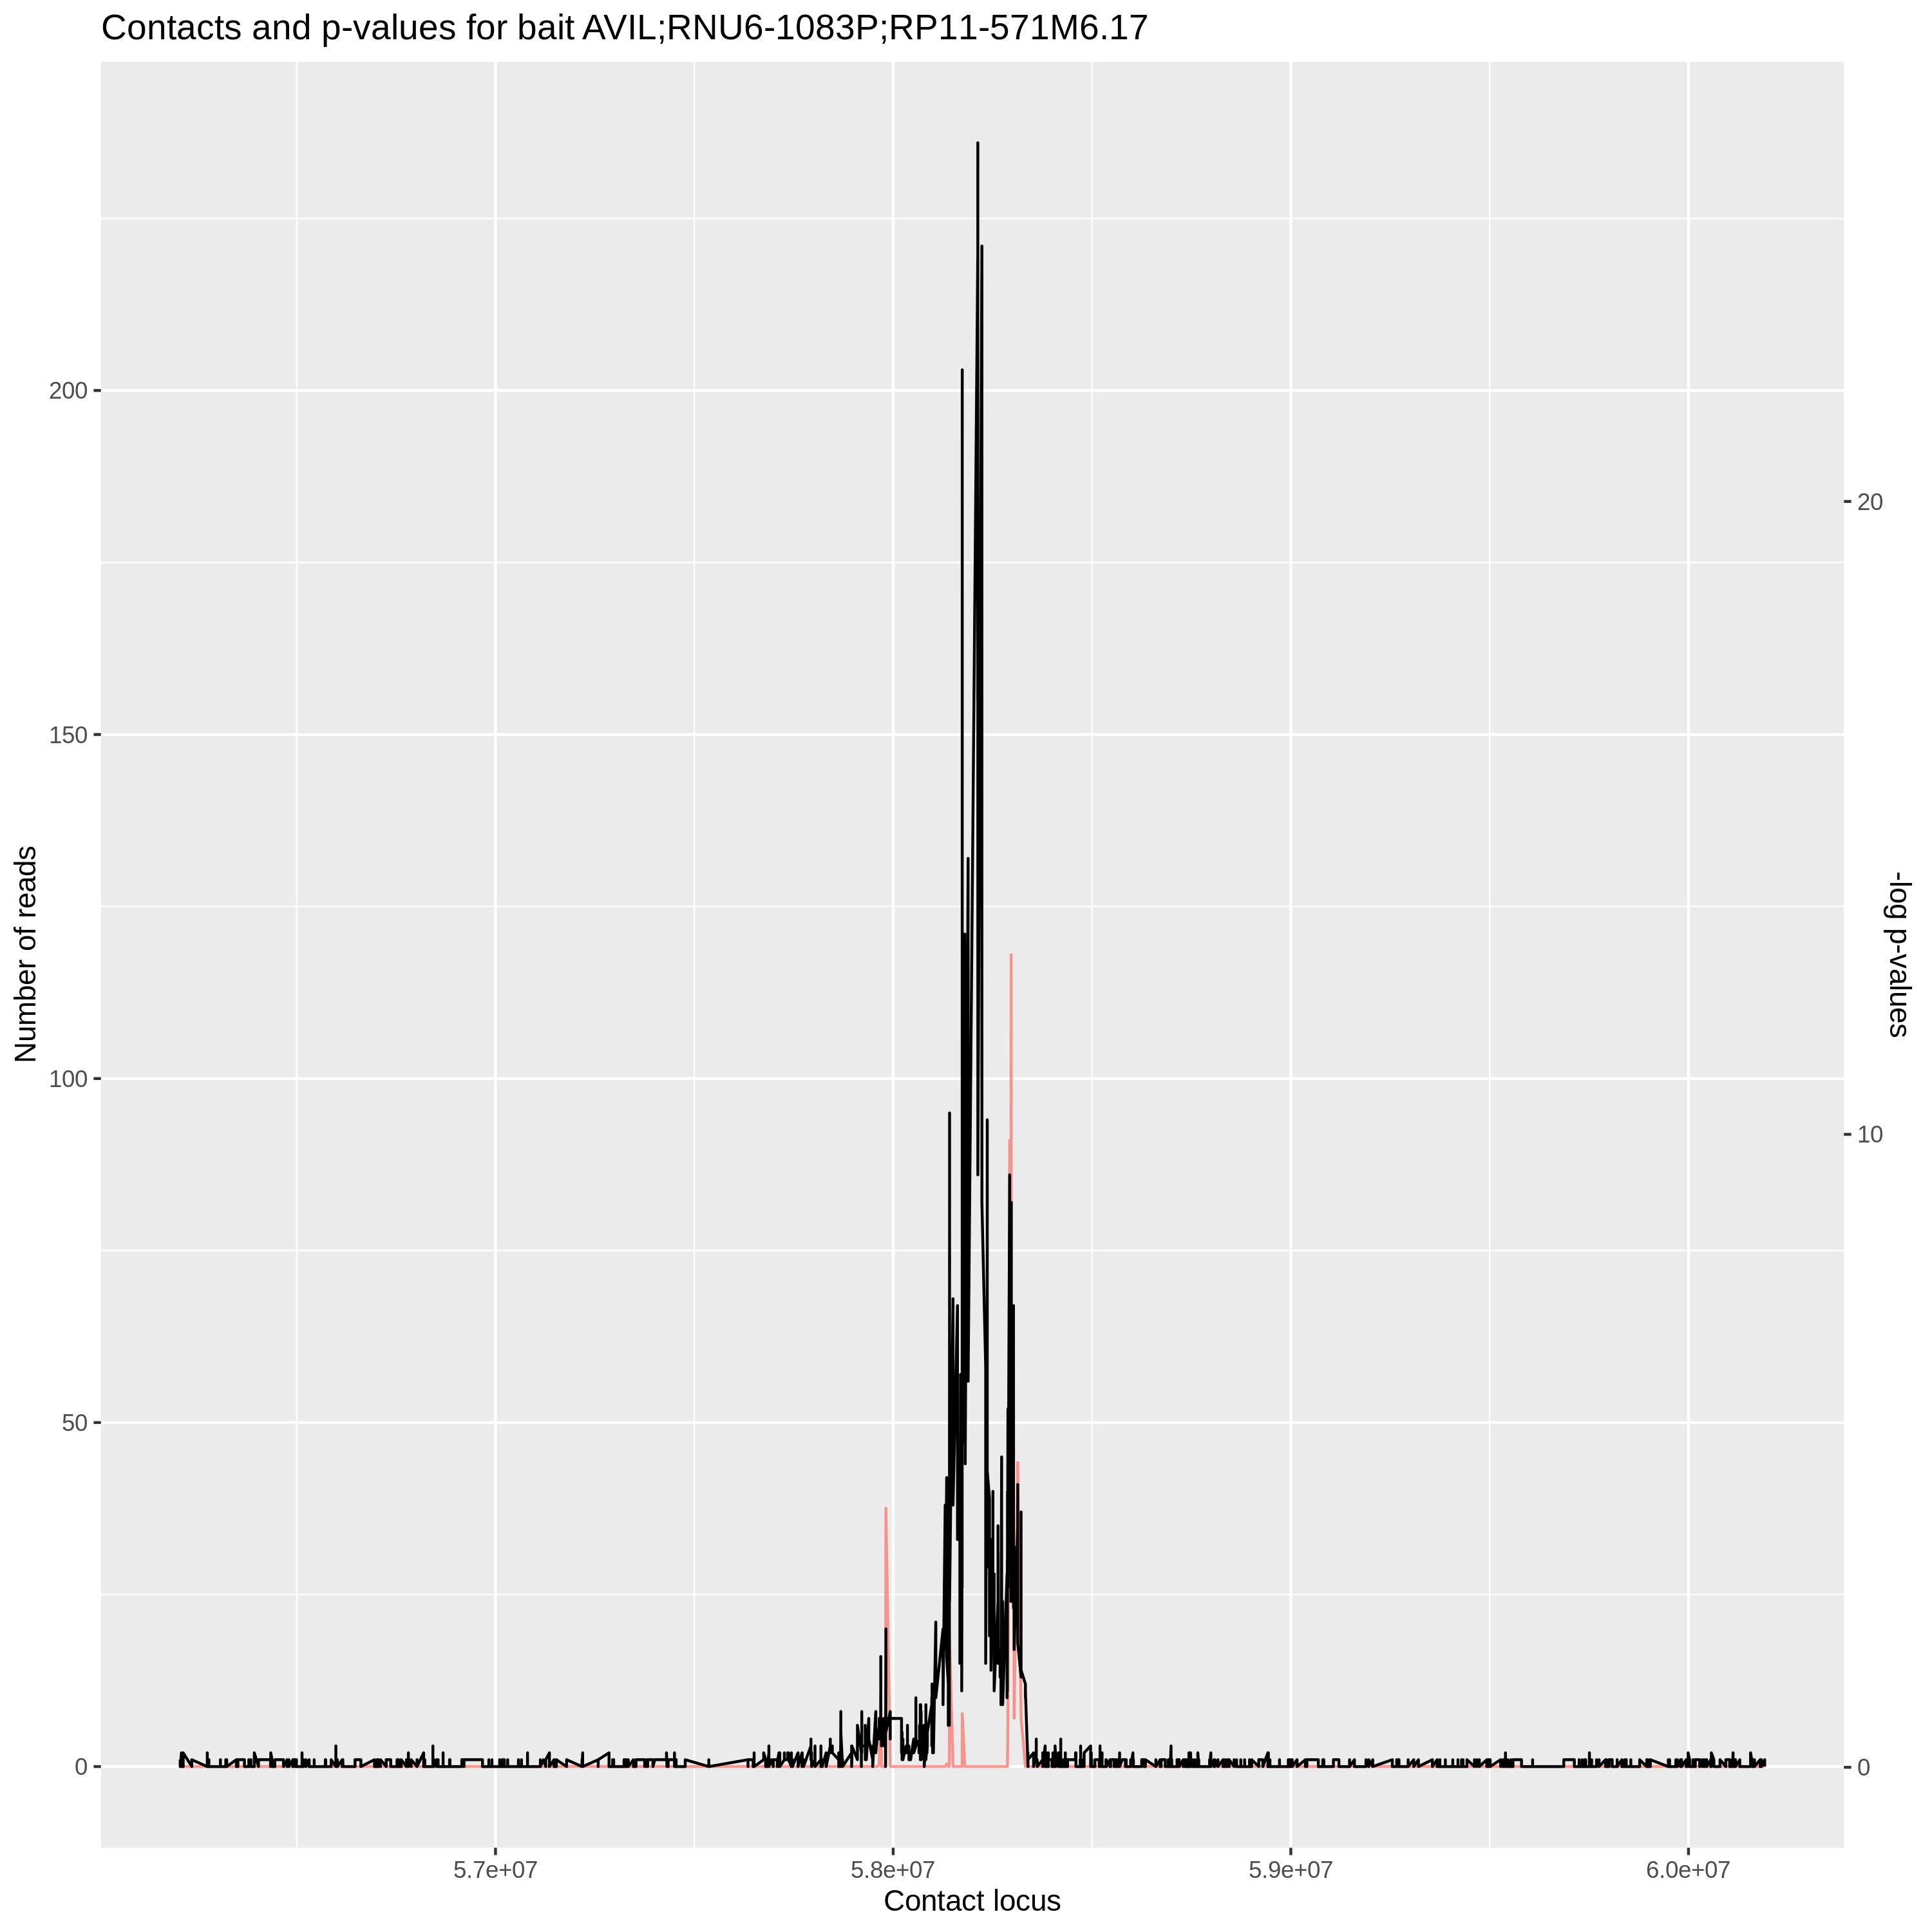 Contacts and p-values for bait AVIL;RNU6-1083P;RP11-571M6.17
200
150
100
50
0
Number of reads
20
10
0
-log p-values
5.7e+07
5.8e+07
5.9e+07
6.0e+07
Contact locus